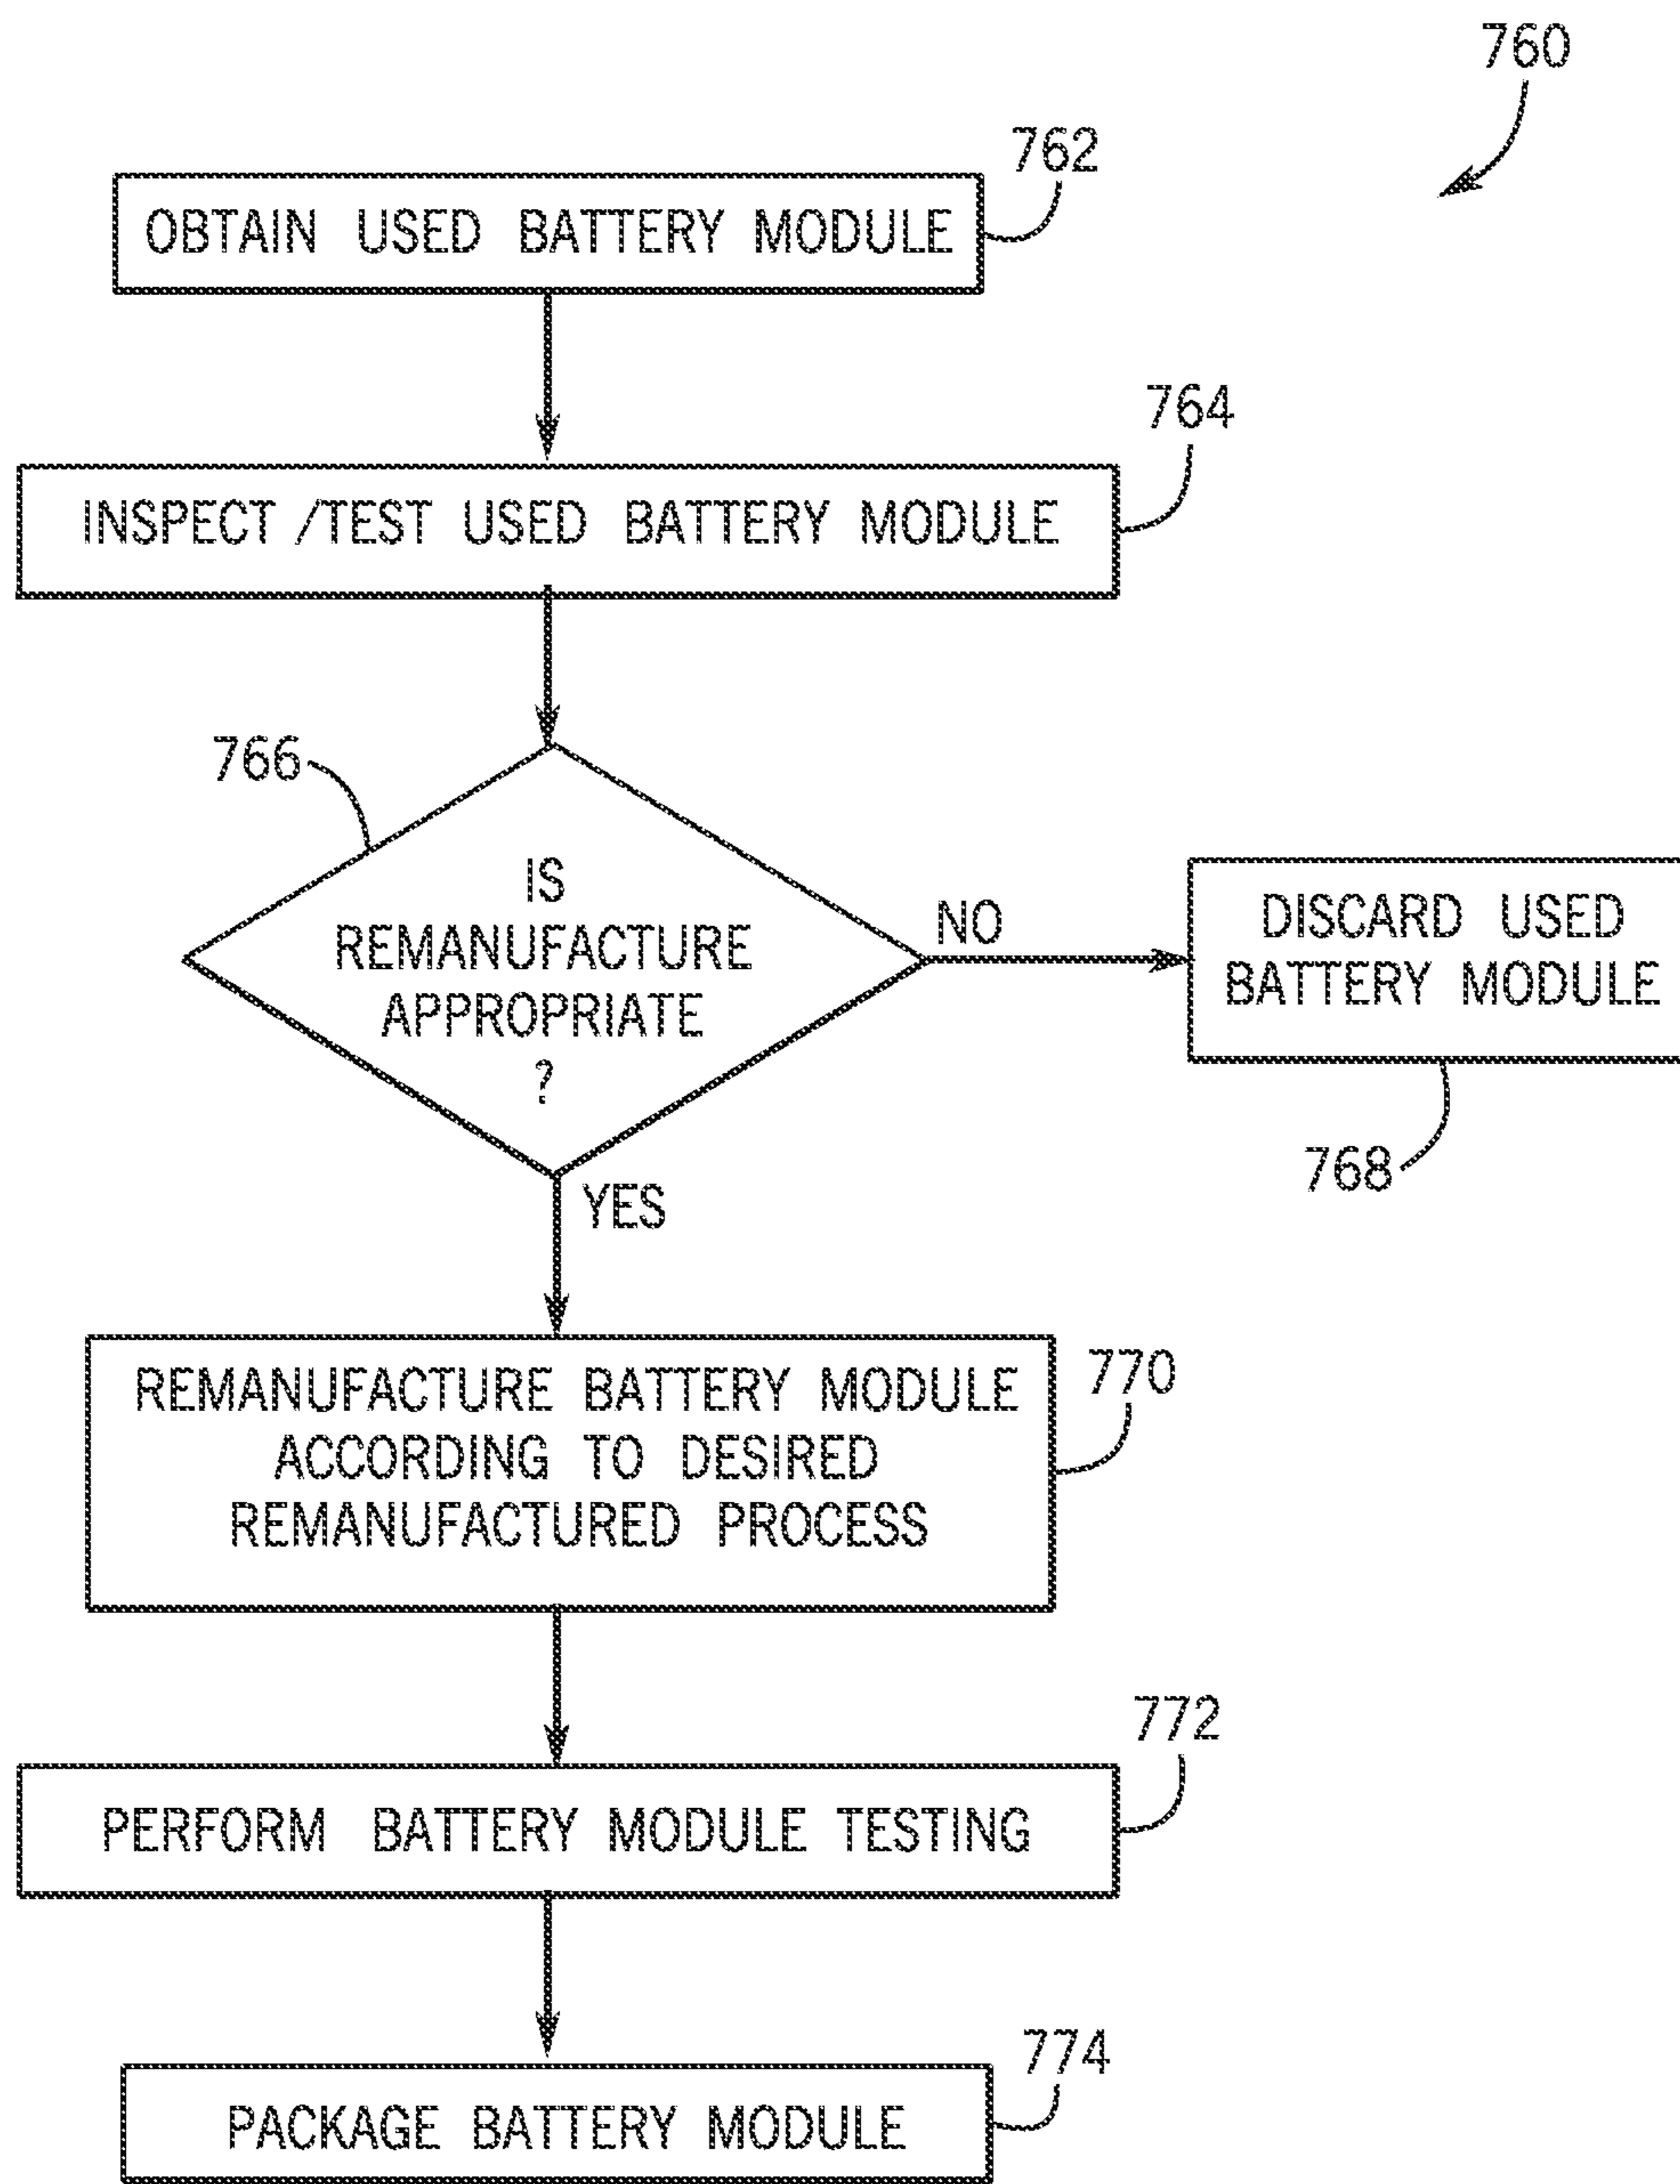 760
762
OBTAIN USED BATTERY MODULE
764
INSPECT /TEST USED BATTERY MODULE
766
IS
REMANUFACTURE
APPROPRIATE
?
NO
DISCARD USED
BATTERY MODULE
768
YES
REMANUFACTURE BATTERY MODULE
ACCORDING TO DESIRED
REMANUFACTURED PROCESS
770
772
PERFORM BATTERY MODULE TESTING
774
PACKAGE BATTERY MODULE